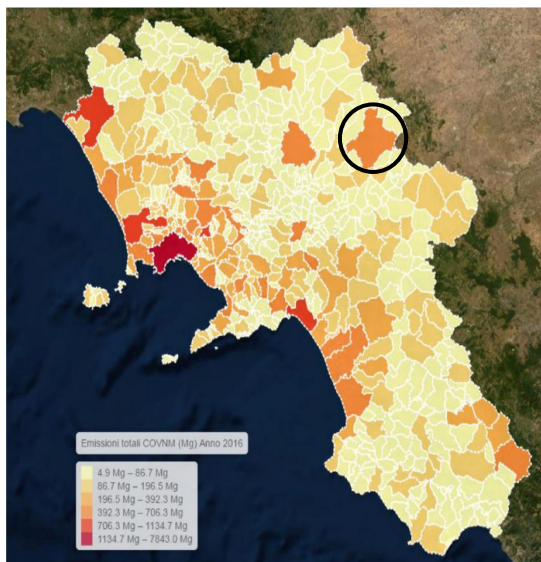 Emissioni totali COVNM (Mg) Anno 2016
4.9 Mg – 86.7 Mg
86.7 Mg – 196.5 Mg
196.5 Mg – 392.3 Mg
392.3 Mg – 706.3 Mg
706.3 Mg – 1134.7 Mg
1134.7 Mg – 7843.0 Mg